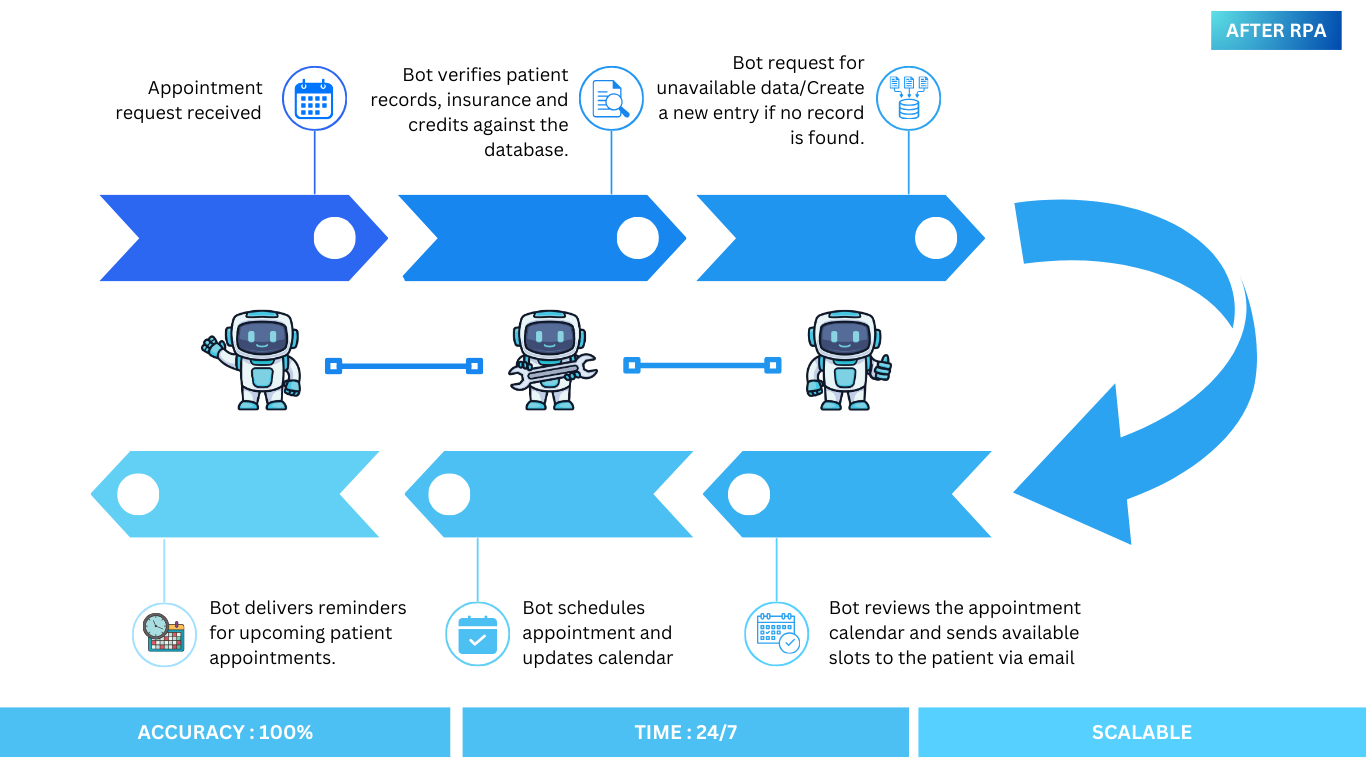 AFTER RPA
Appointment
request received
Bot verifies patient
records, insurance and
credits against the
database.
Bot request for
unavailable data/Create
a new entry if no record
is found.
Bot delivers reminders
for upcoming patient
appointments.
Bot schedules
appointment and
updates calendar
Bot reviews the appointment
calendar and sends available
slots to the patient via email
ACCURACY : 100%
TIME : 24/7
SCALABLE